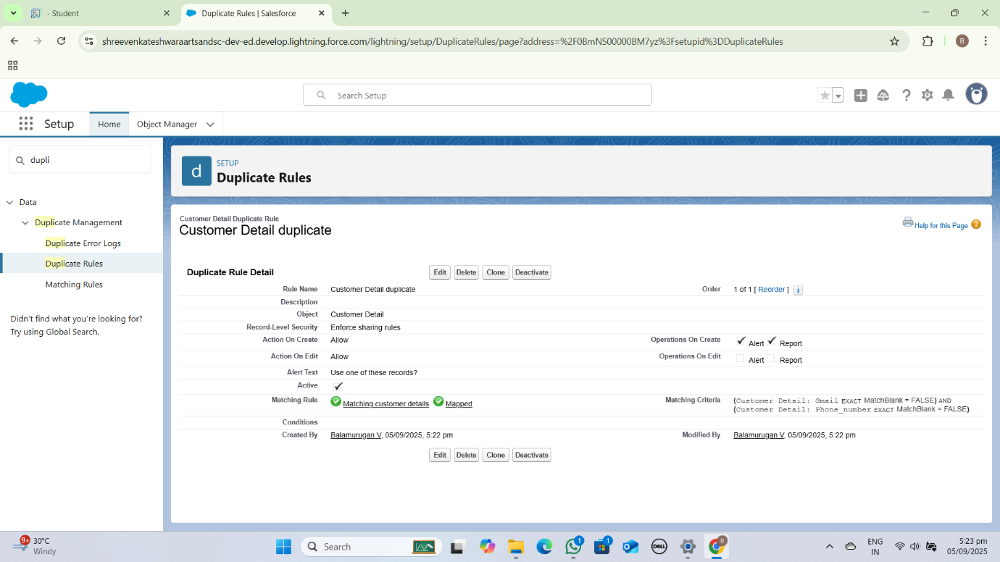 - Student
Duplicate Rules | Salesforce
shreevenkateshwaraartsandsc-dev-ed.develop.lightning.force.com/lightning/setup/DuplicateRules/page?address=%2F0BmNS00000BM7yz%3Fsetupid%3DDuplicateRules
B
Search Setup
Setup
Home
Object Manager
dupli
Data
Duplicate Management
Duplicate Error Logs
Duplicate Rules
Matching Rules
Didn't find what you're looking for?
Try using Global Search.
d
SETUP
Duplicate Rules
Customer Detail Duplicate Rule
Customer Detail duplicate
Help for this Page ?
Duplicate Rule Detail
Edit Delete Clone Deactivate
Rule Name Customer Detail duplicate Order 1 of 1 [ Reorder ] i
Description
Object Customer Detail
Record-Level Security Enforce sharing rules
Action On Create Allow Operations On Create Alert Report
Action On Edit Allow Operations On Edit Alert Report
Alert Text Use one of these records?
Active
Matching Rule Matching customer details Mapped Matching Criteria (Customer Detail: Gmail EXACT MatchBlank = FALSE) AND
(Customer Detail: Phone_number EXACT MatchBlank = FALSE)
Conditions
Created By Balamurugan V, 05/09/2025, 5:22 pm Modified By Balamurugan V, 05/09/2025, 5:22 pm
Edit Delete Clone Deactivate
9+
30°C
Windy
Search
1
1
DELL
B
ENG
IN
5:23 pm
05/09/2025